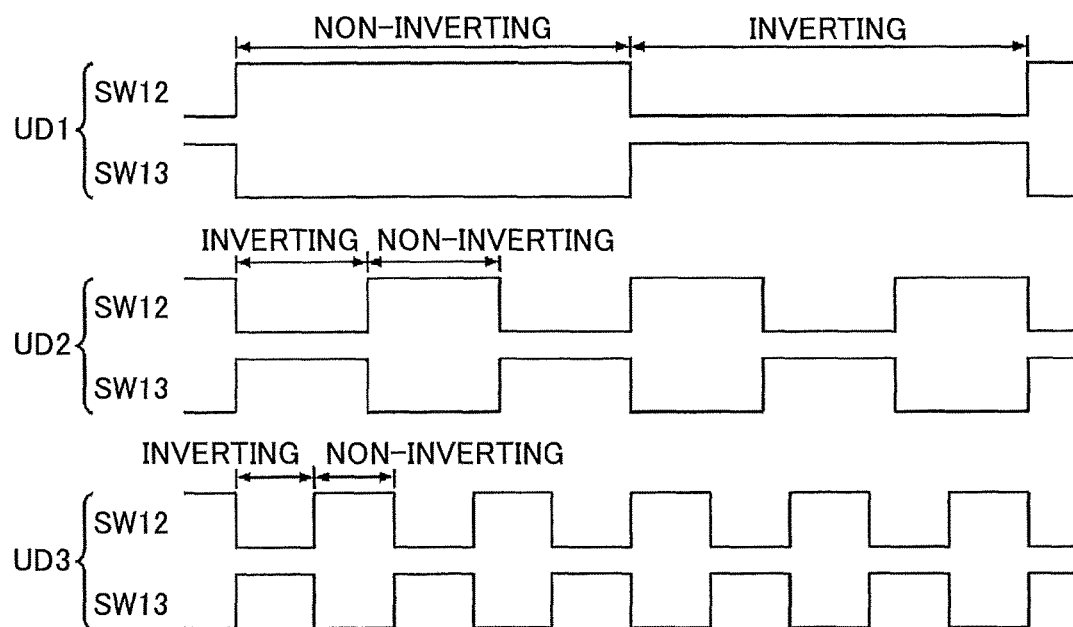 NON-INVERTING INVERTING
SW12
UD1
SW13
INVERTING NON-INVERTING
SW12
UD2
SW13
INVERTING NON-INVERTING
SW12
UD3
SW13